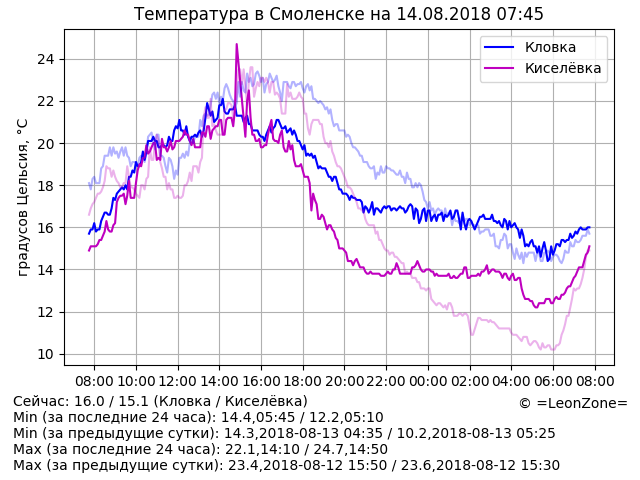 Температура в Смоленске на 14.08.2018 07:45
градусов Цельсия, °C
24
22
20
18
16
14
12
10
Кловка
Киселёвка
08:00 10:00 12:00 14:00 16:00 18:00 20:00 22:00 00:00 02:00 04:00 06:00 08:00
Сейчас: 16.0 / 15.1 (Кловка / Киселёвка)
© =LeonZone=
Min (за последние 24 часа): 14.4,05:45 / 12.2,05:10
Min (за предыдущие сутки): 14.3,2018-08-13 04:35 / 10.2,2018-08-13 05:25
Max (за последние 24 часа): 22.1,14:10 / 24.7,14:50
Max (за предыдущие сутки): 23.4,2018-08-12 15:50 / 23.6,2018-08-12 15:30